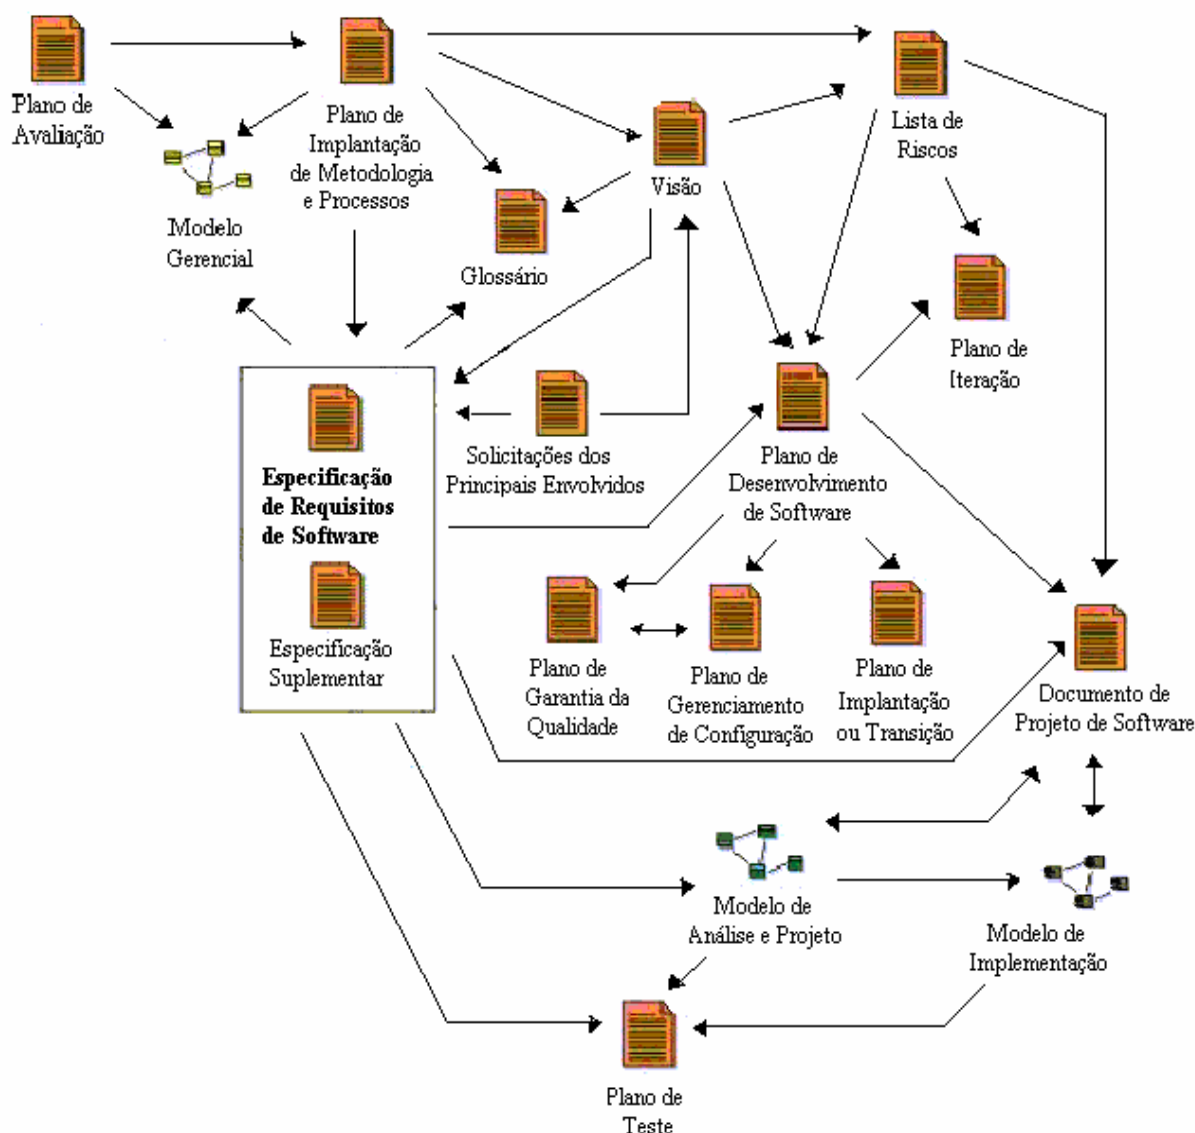 Plano de
Avaliação
Plano de
Implantação
de Metodologia
e Processos
Lista de
Riscos
Visão
Modelo
Gerencial
Glossário
Plano de
Iteração
Especificação
de Requisitos
de Software
Solicitações dos
Principais Envolvidos
Plano de
Desenvolvimento
de Software
Especificação
Suplementar
Plano de
Garantia da
Qualidade
Plano de
Gerenciamento
de Configuração
Plano de
Implantação
ou Transição
Documento de
Projeto de Software
Modelo de
Análise e Projeto
Modelo de
Implementação
Plano de
Teste